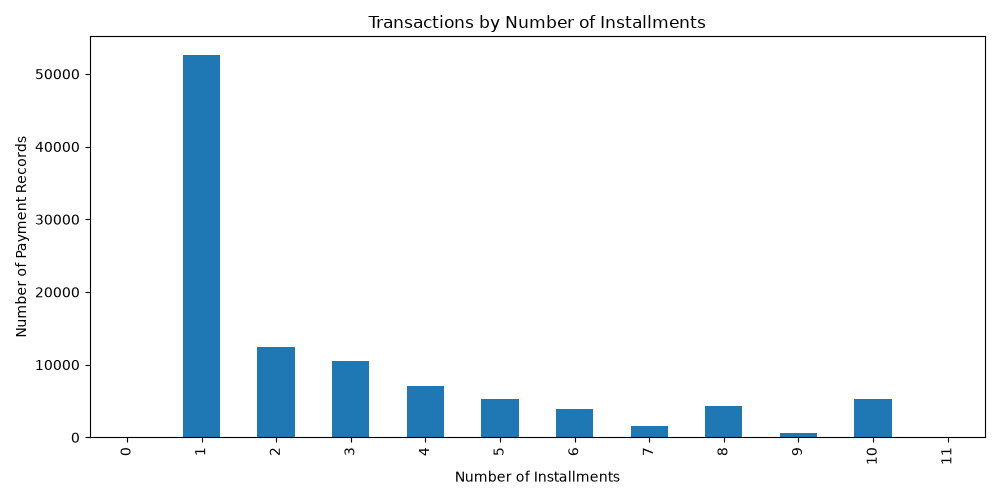 Transactions by Number of Installments
50000
40000
30000
20000
10000
0
Number of Payment Records
0 1 2 3 4 5 6 7 8 9 10 11
Number of Installments